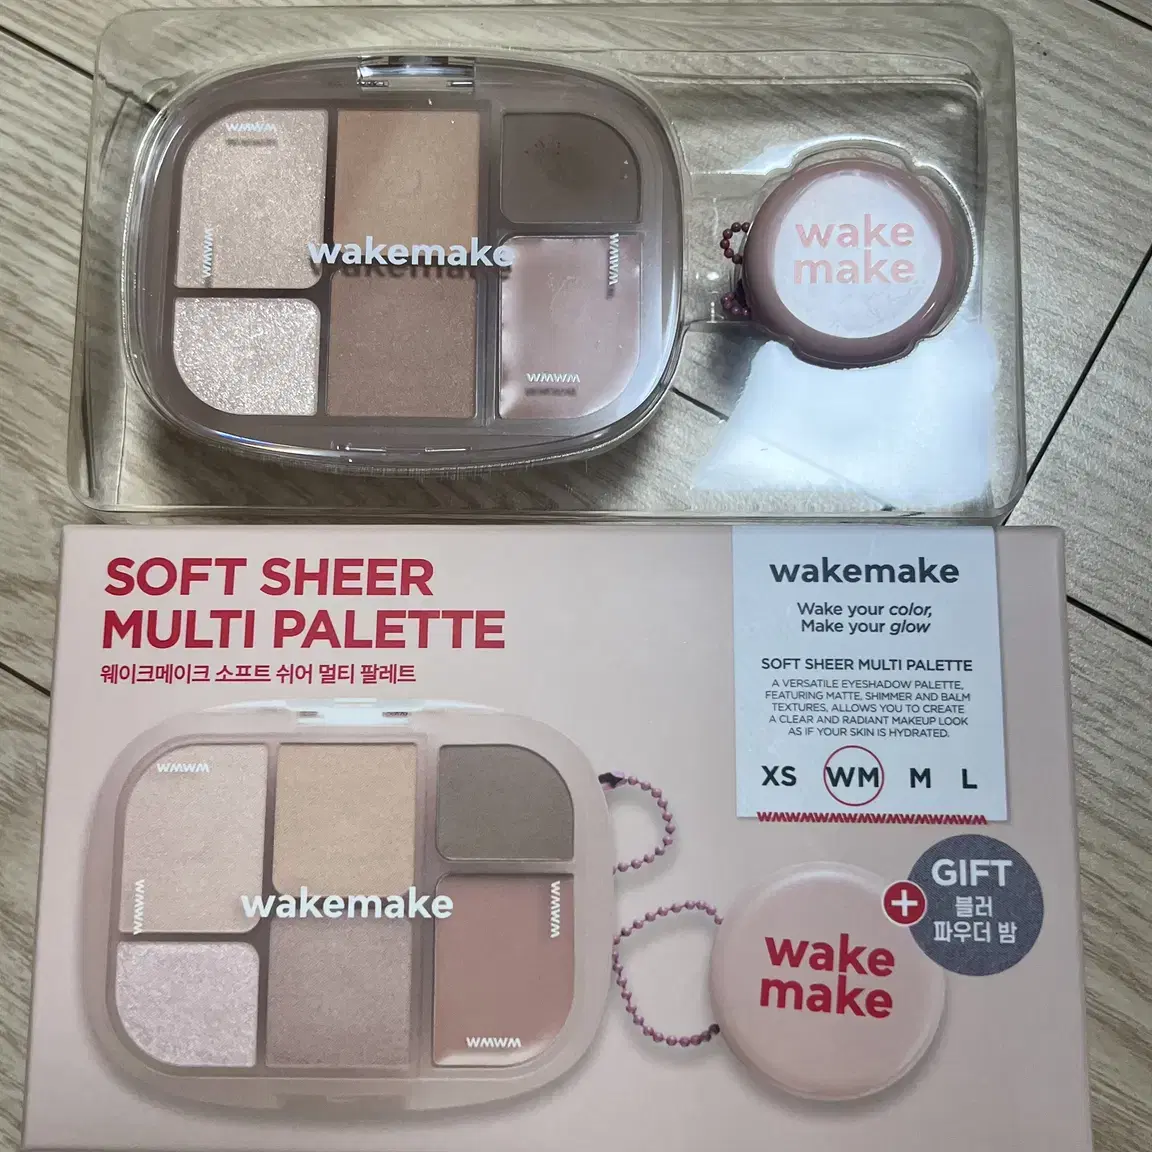 WMWM
wakemake
WMWM
WMWM
WMWM
wake
make
SOFT SHEER
MULTI PALETTE
웨이크메이크 소프트 쉬어 멀티 팔레트
wakemake
Wake your color,
Make your glow
SOFT SHEER MULTI PALETTE
A VERSATILE EYESHADOW PALETTE,
FEATURING MATTE, SHIMMER AND BALM
TEXTURES, ALLOWS YOU TO CREATE
A CLEAR AND RADIANT MAKEUP LOOK
AS IF YOUR SKIN IS HYDRATED.
XS WM M L
WMWMWMWMWMWMWMWMWM
WMWM
wakemake
WMWM
WMWM
WMWM
+
GIFT
블러
파우더 밤
wake
make